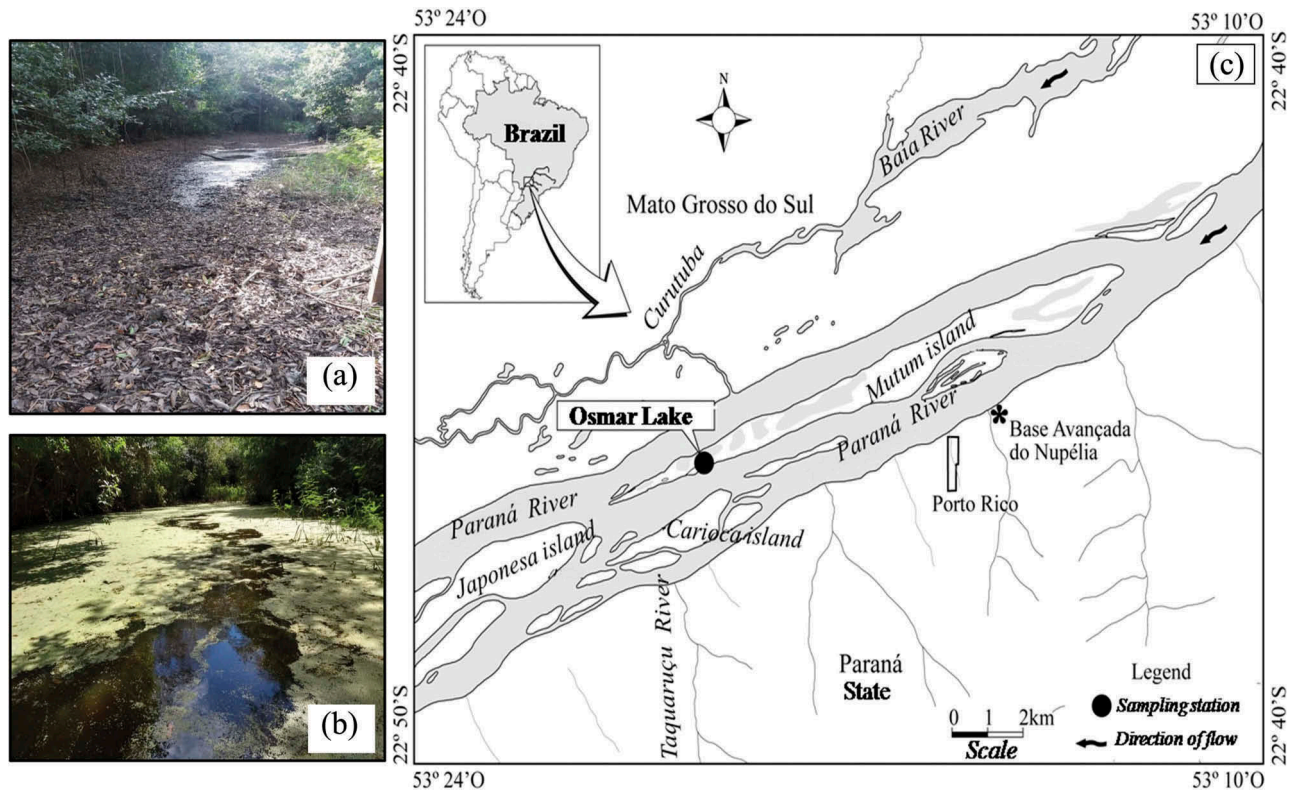 (a)
(b)
53° 24' O
53° 10' O
22° 40' S
22° 40' S
(c)
N
Brazil
Baia River
Mato Grosso do Sul
Curutuba
Mutum island
Osmar Lake
Paraná River
Base Avançada
do Nupélia
Porto Rico
Paraná River
Carioca island
Japonesa island
Taquaruçu River
Paraná
State
Legend
Sampling station
Direction of flow
0 1 2km
Scale
22° 50' S
22° 40' S
53° 24' O
53° 10' O